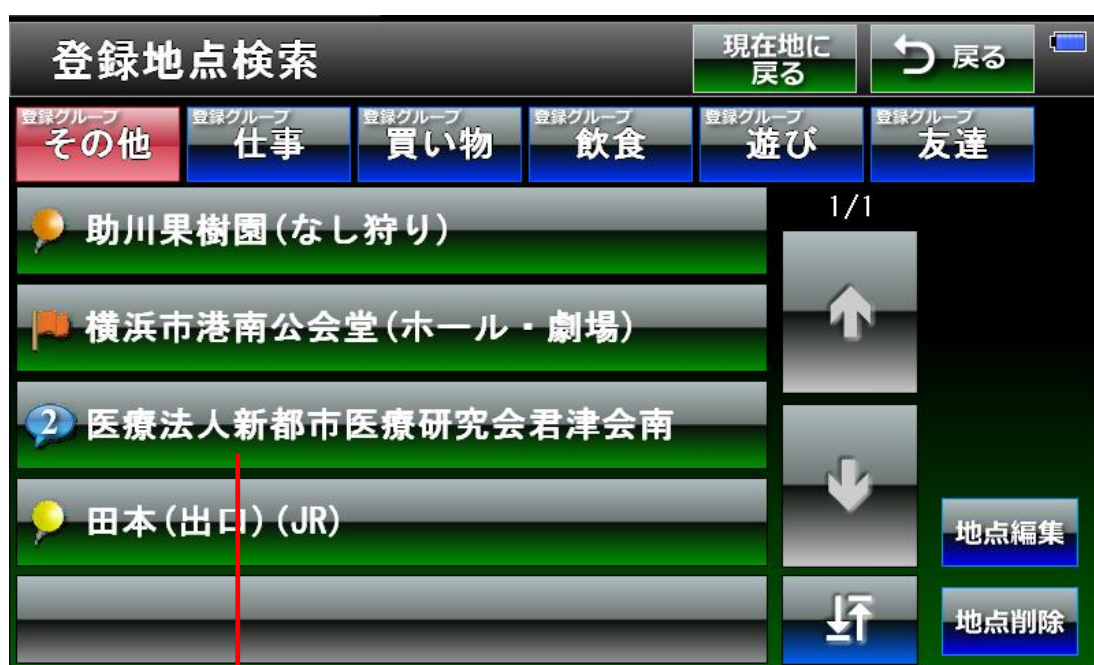 登録地点検索
現在地に
戻る
戻る
登録グループ
その他
登録グループ
仕事
登録グループ
買い物
登録グループ
飲食
登録グループ
遊び
登録グループ
友達
助川果樹園(なし狩り)
1/1
横浜市港南公会堂(ホール・劇場)
2 医療法人新都市医療研究会君津会南
田本(出口)(JR)
地点編集
地点削除